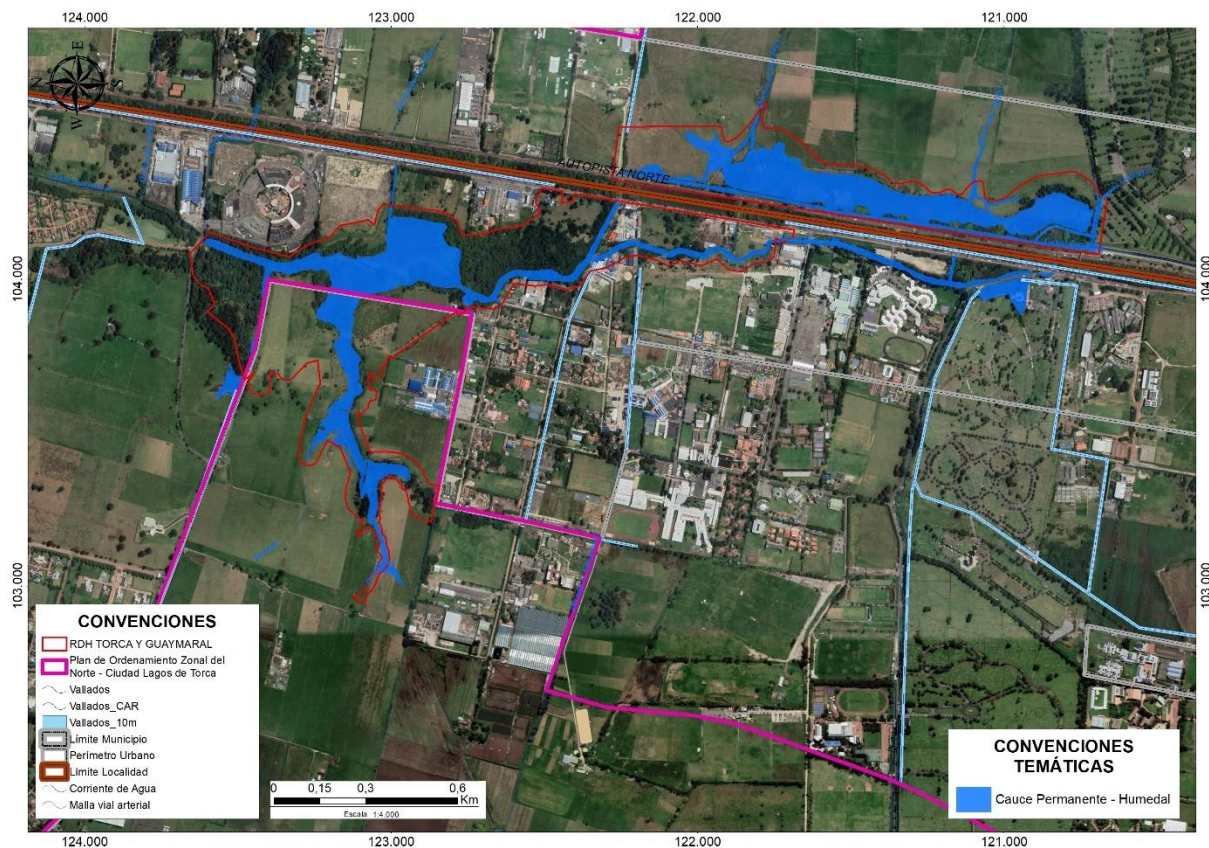 124.000
123.000
122.000
121.000
N
E
S
W
AUTOPISTA NORTE
104.000
104.000
103.000
103.000
CONVENCIONES
RDH TORCA Y GUAYMARAL
Plan de Ordenamiento Zonal del
Norte - Ciudad Lagos de Torca
Vallados
Vallados_CAR
Vallados_10m
Límite Municipio
Perímetro Urbano
Límite Localidad
Corriente de Agua
Malla vial arterial
0 0,15 0,3 0,6
Km
Escala 1:4.000
CONVENCIONES
TEMÁTICAS
Cauce Permanente - Humedal
124.000
123.000
122.000
121.000